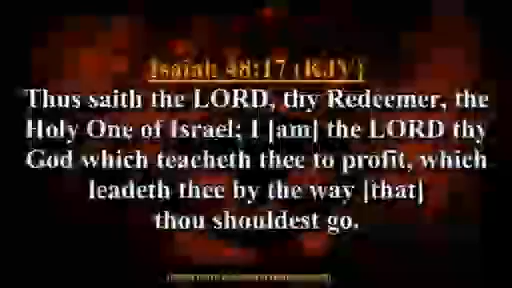 Isaiah 48:17 (KJV)
Thus saith the LORD, thy Redeemer, the
Holy One of Israel; I [am] the LORD thy
God which teacheth thee to profit, which
leadeth thee by the way [that]
thou shouldest go.